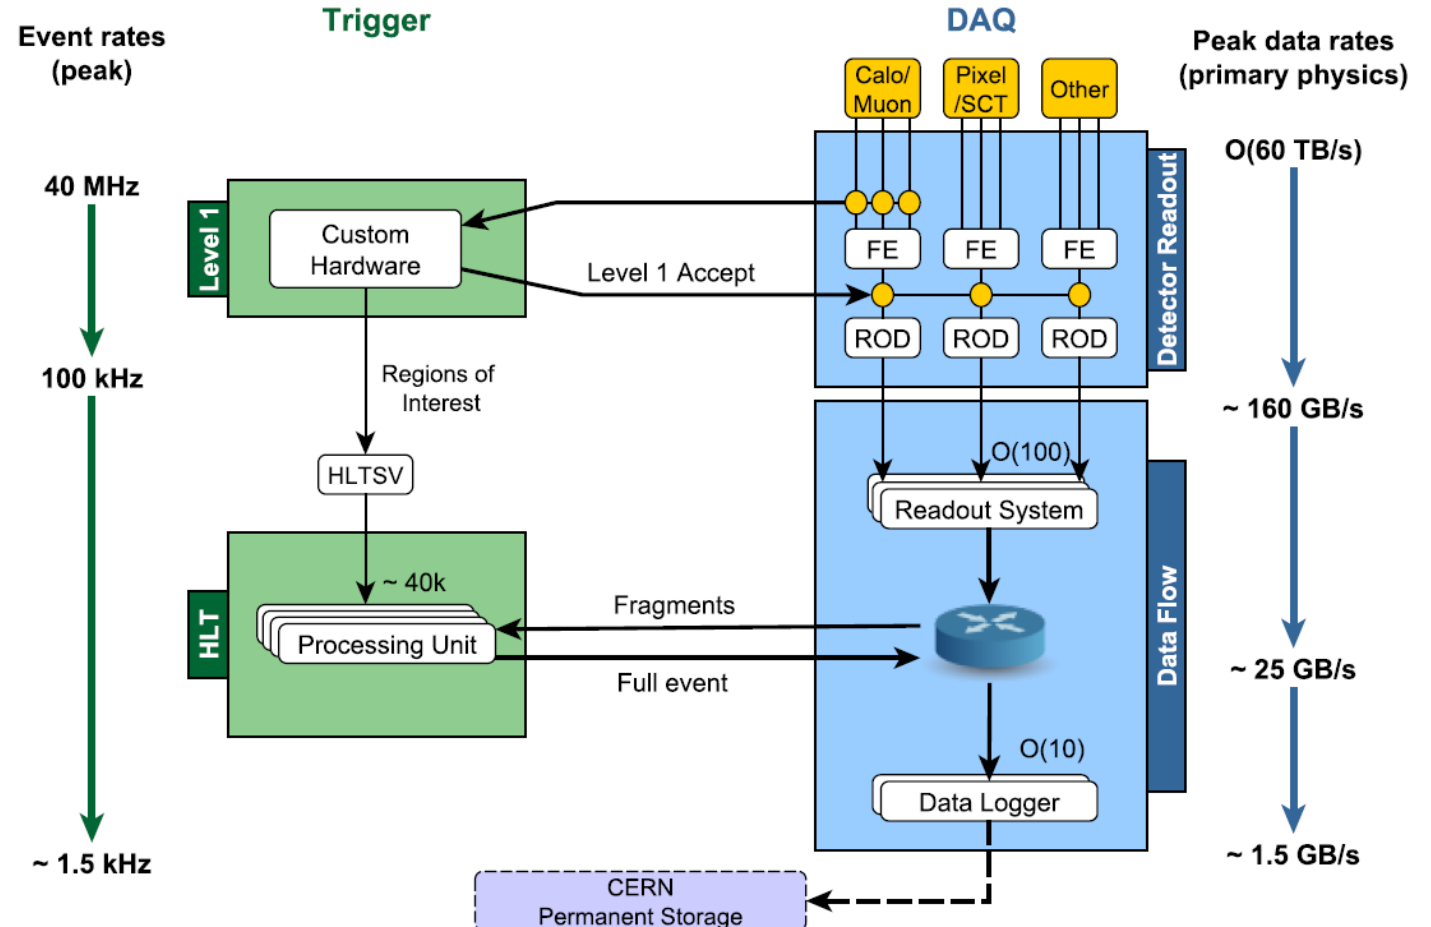 Trigger
DAQ
Event rates
(peak)
Peak data rates
(primary physics)
Calo/
Muon
Pixel
/SCT
Other
40 MHz
O(60 TB/s)
Level 1
Custom
Hardware
Level 1 Accept
FE
FE
FE
ROD
ROD
ROD
Detector Readout
100 kHz
~ 160 GB/s
Regions of
Interest
HLTSV
O(100)
Readout System
HLT
~ 40k
Processing Unit
Fragments
Full event
Data Flow
~ 25 GB/s
O(10)
Data Logger
~ 1.5 kHz
~ 1.5 GB/s
CERN
Permanent Storage